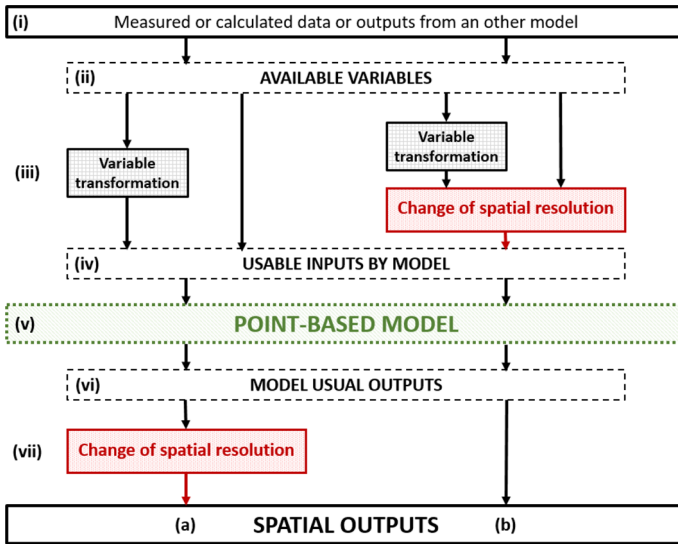 (i) Measured or calculated data or outputs from an other model
(ii) AVAILABLE VARIABLES
Variable
transformation
Variable
transformation
(iii)
Change of spatial resolution
(iv) USABLE INPUTS BY MODEL
(v) POINT-BASED MODEL
(vi) MODEL USUAL OUTPUTS
(vii) Change of spatial resolution
(a) SPATIAL OUTPUTS (b)